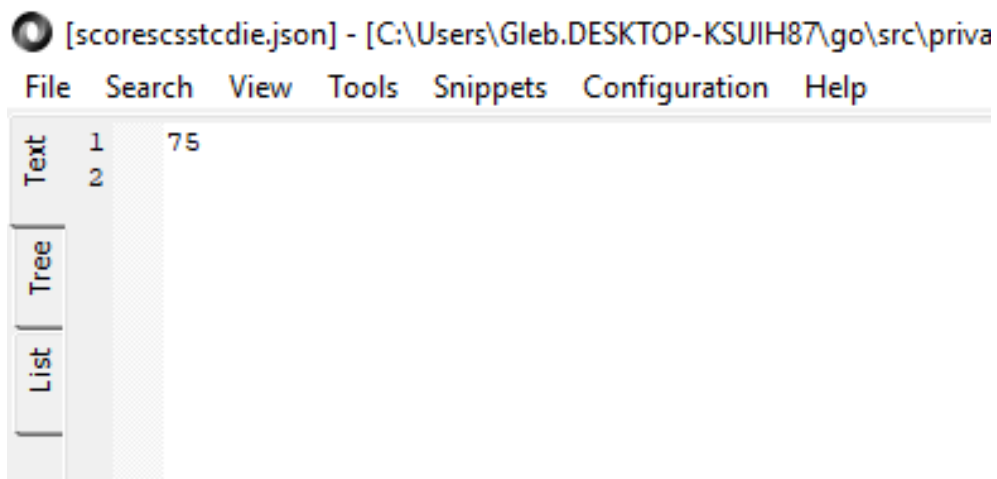 [scorescsstcdie.json] - [C:\Users\Gleb.DESKTOP-KSUIH87\go\src\priva
File Search View Tools Snippets Configuration Help
Text
1 75
2
Tree
List